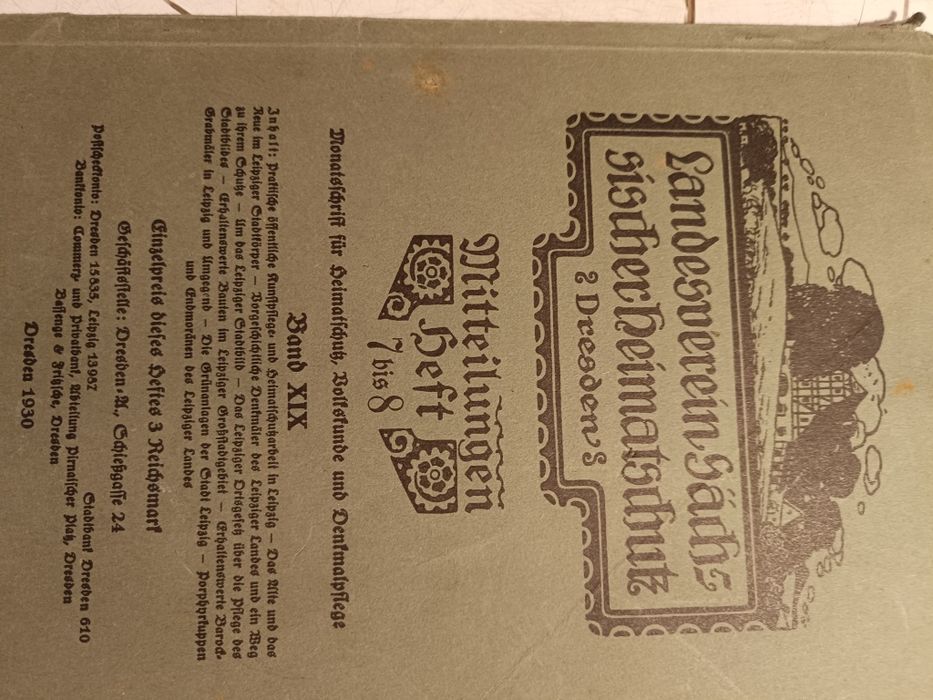 Landesverein Säch-
sischer Heimatschutz
Dresden
Mitteilungen
Heft
7 bis 8
Monatsschrift für Heimatschutz, Volkskunde und Denkmalpflege
Band XIX
Inhalt: Praktische öffentliche Kunstpflege- und Heimatschutzarbeit in Leipzig – Das Alte und das
Neue im Leipziger Stadtkörper – Vorgeschichtliche Denkmäler des Leipziger Landes und ein Weg
zu ihrem Schutze – Um das Leipziger Stadtbild – Das Leipziger Ortsgesetz über die Pflege des
Stadtbildes – Erhaltenswerte Bauten im Leipziger Großstadtgebiet – Erhaltenswerte Barock-
Grabmäler in Leipzig und Umgegend – Die Grünanlagen der Stadt Leipzig – Porphyrkuppen
und Endmoränen des Leipziger Landes
Einzelpreis dieses Heftes 3 Reichsmark
Geschäftsstelle: Dresden-A., Schießgasse 24
Postscheckkonto: Dresden 15835, Leipzig 13987 Stadtbank Dresden 610
Bankkonto: Commerz- und Privatbank, Abteilung Pirnaischer Platz, Dresden
Bassenge & Fritzsche, Dresden
Dresden 1930